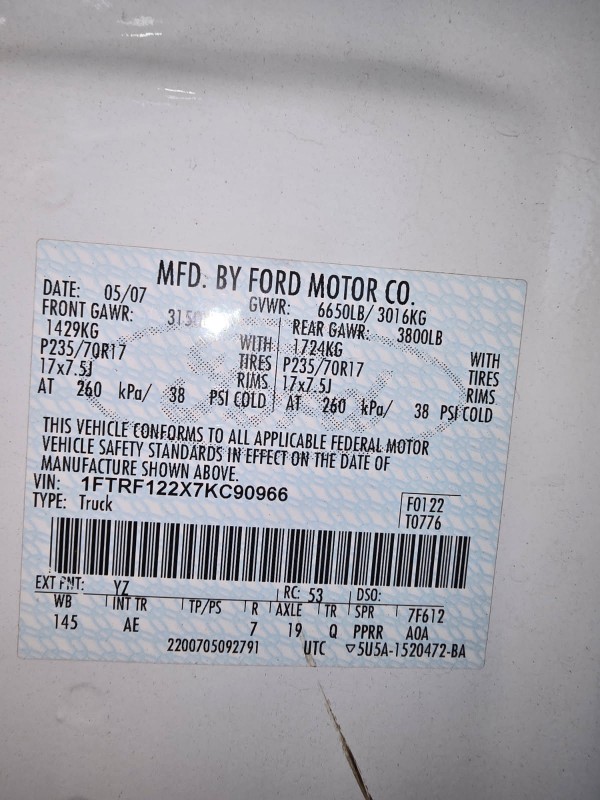 MFD. BY FORD MOTOR CO.
DATE: 05/07 GVWR: 6650LB/ 3016KG
FRONT GAWR: 3150 REAR GAWR: 3800LB
1429KG WITH 1724KG WITH
P235/70R17 TIRES P235/70R17 TIRES
17x7.5J RIMS 17x7.5J RIMS
AT 260 kPa/ 38 PSI COLD AT 260 kPa/ 38 PSI COLD
THIS VEHICLE CONFORMS TO ALL APPLICABLE FEDERAL MOTOR
VEHICLE SAFETY STANDARDS IN EFFECT ON THE DATE OF
MANUFACTURE SHOWN ABOVE.
VIN: 1FTRF122X7KC90966 F0122
TYPE: Truck T0776
EXT PNT: YZ RC: 53 DSO:
WB INT TR TP/PS R AXLE TR SPR 7F612
145 AE 7 19 Q PPRR A0A
2200705092791 UTC ▽5U5A-1520472-BA